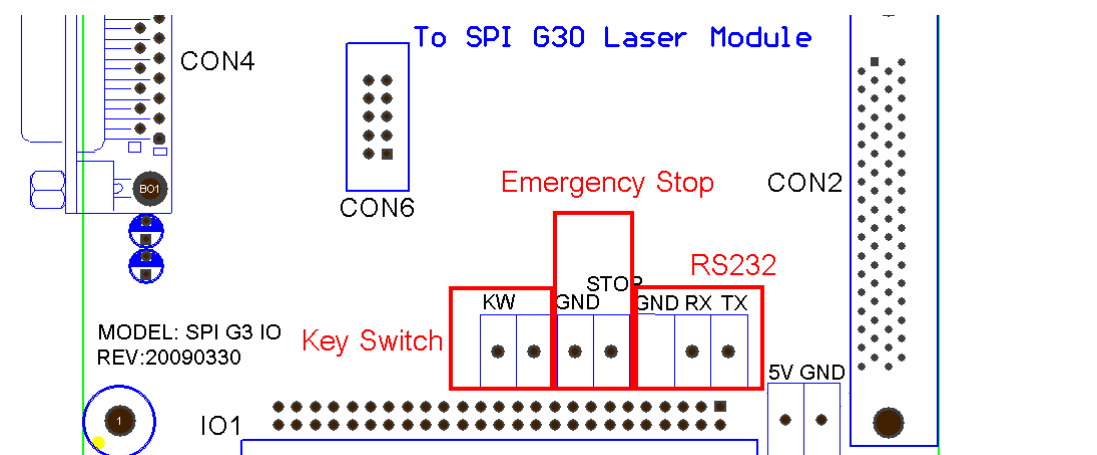 To SPI G30 Laser Module
CON4
Emergency Stop
CON2
BO1
CON6
RS232
STOP
KW GND GND RX TX
MODEL: SPI G3 IO
REV:20090330
Key Switch
5V GND
1
IO1